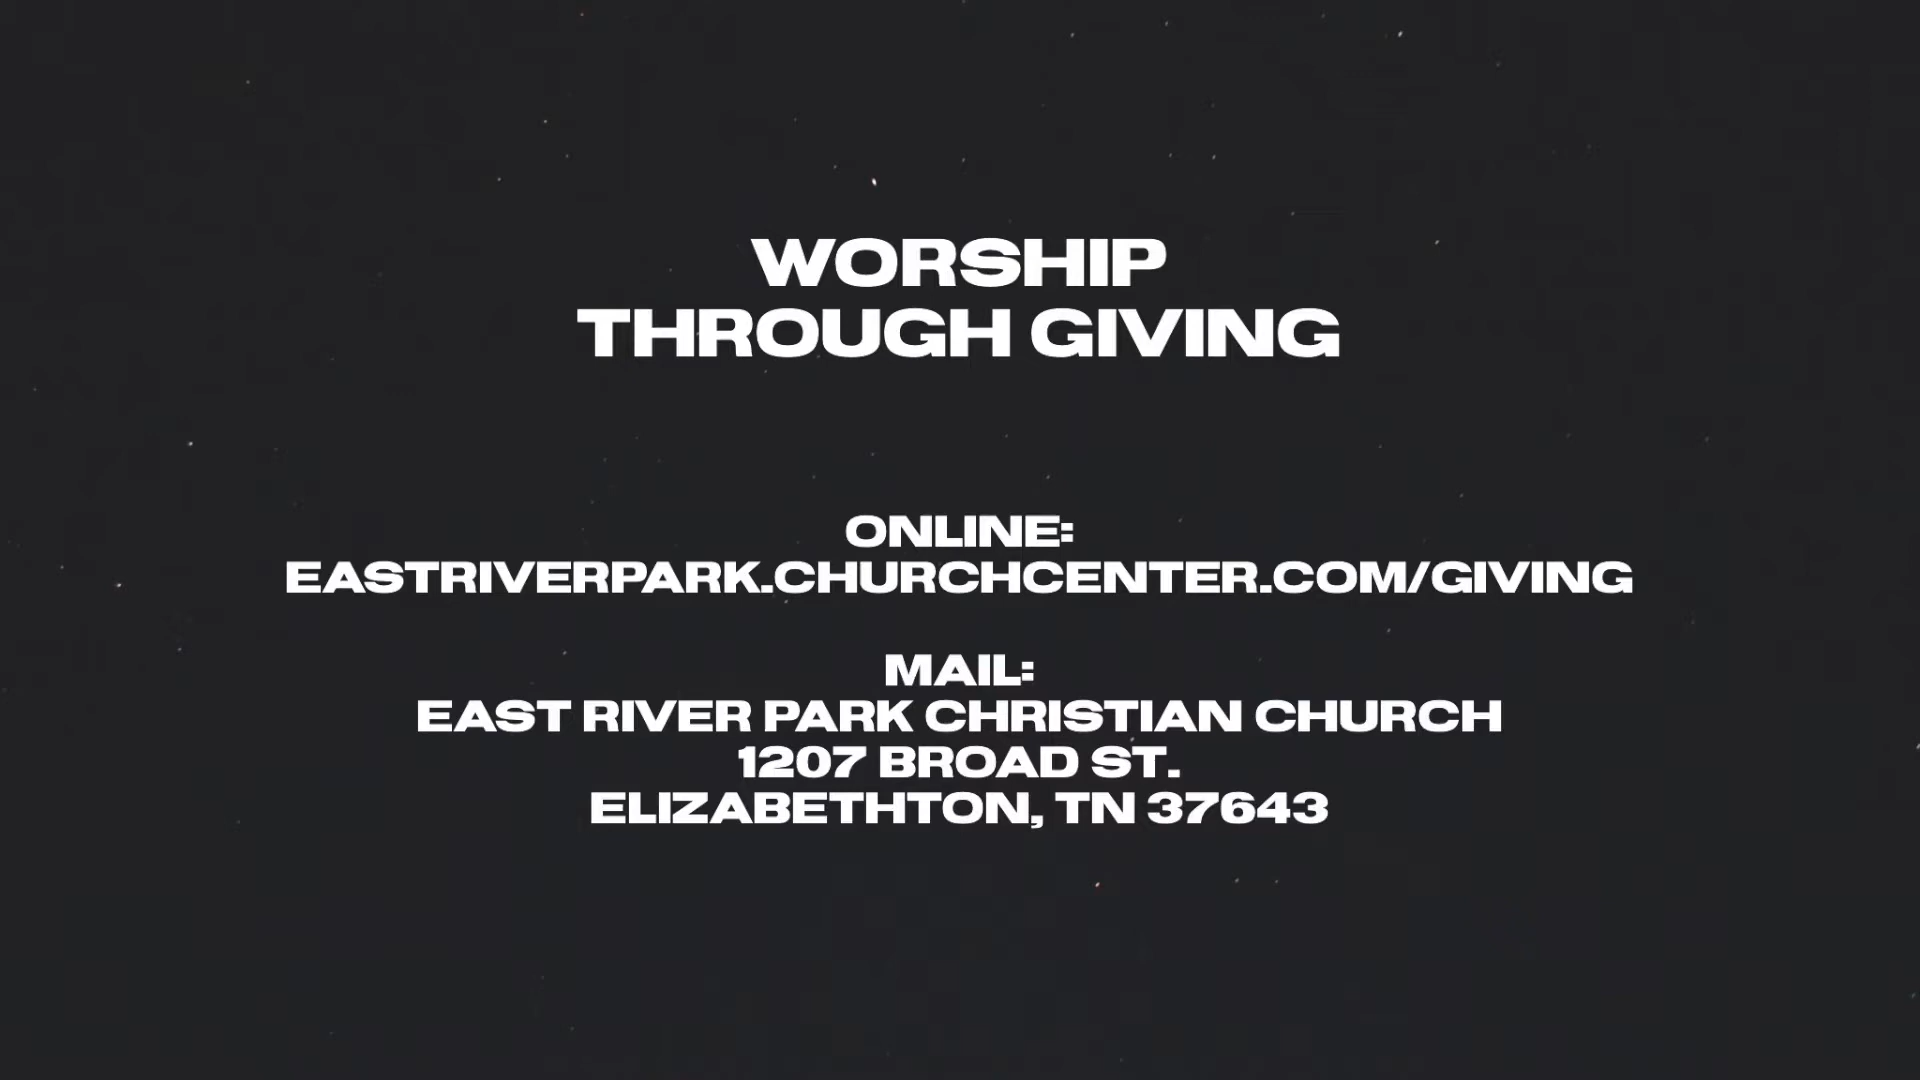 WORSHIP
THROUGH GIVING
ONLINE:
EASTRIVERPARK.CHURCHCENTER.COM/GIVING
MAIL:
EAST RIVER PARK CHRISTIAN CHURCH
1207 BROAD ST.
ELIZABETHTON, TN 37643